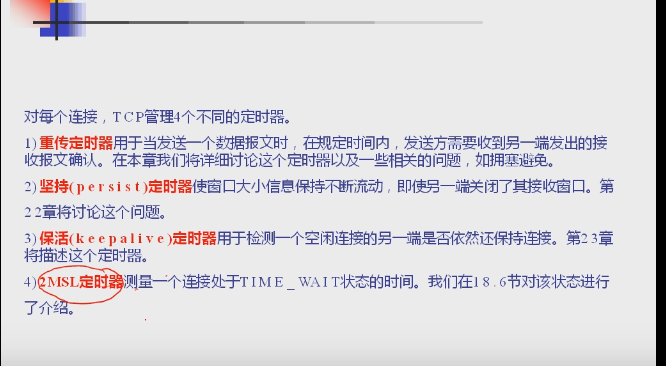 对每个连接，TCP管理4个不同的定时器。
1)重传定时器用于当发送一个数据报文时，在规定时间内，发送方需要收到另一端发出的接
收报文确认。在本章我们将详细讨论这个定时器以及一些相关的问题，如拥塞避免。
2) 坚持(persist)定时器使窗口大小信息保持不断流动，即使另一端关闭了其接收窗口。第
22章将讨论这个问题。
3) 保活(keepalive)定时器用于检测一个空闲连接的另一端是否依然还保持连接。第23章
将描述这个定时器。
4)2MSL定时器测量一个连接处于TIME_WAIT状态的时间。我们在18.6节对该状态进行
了介绍。